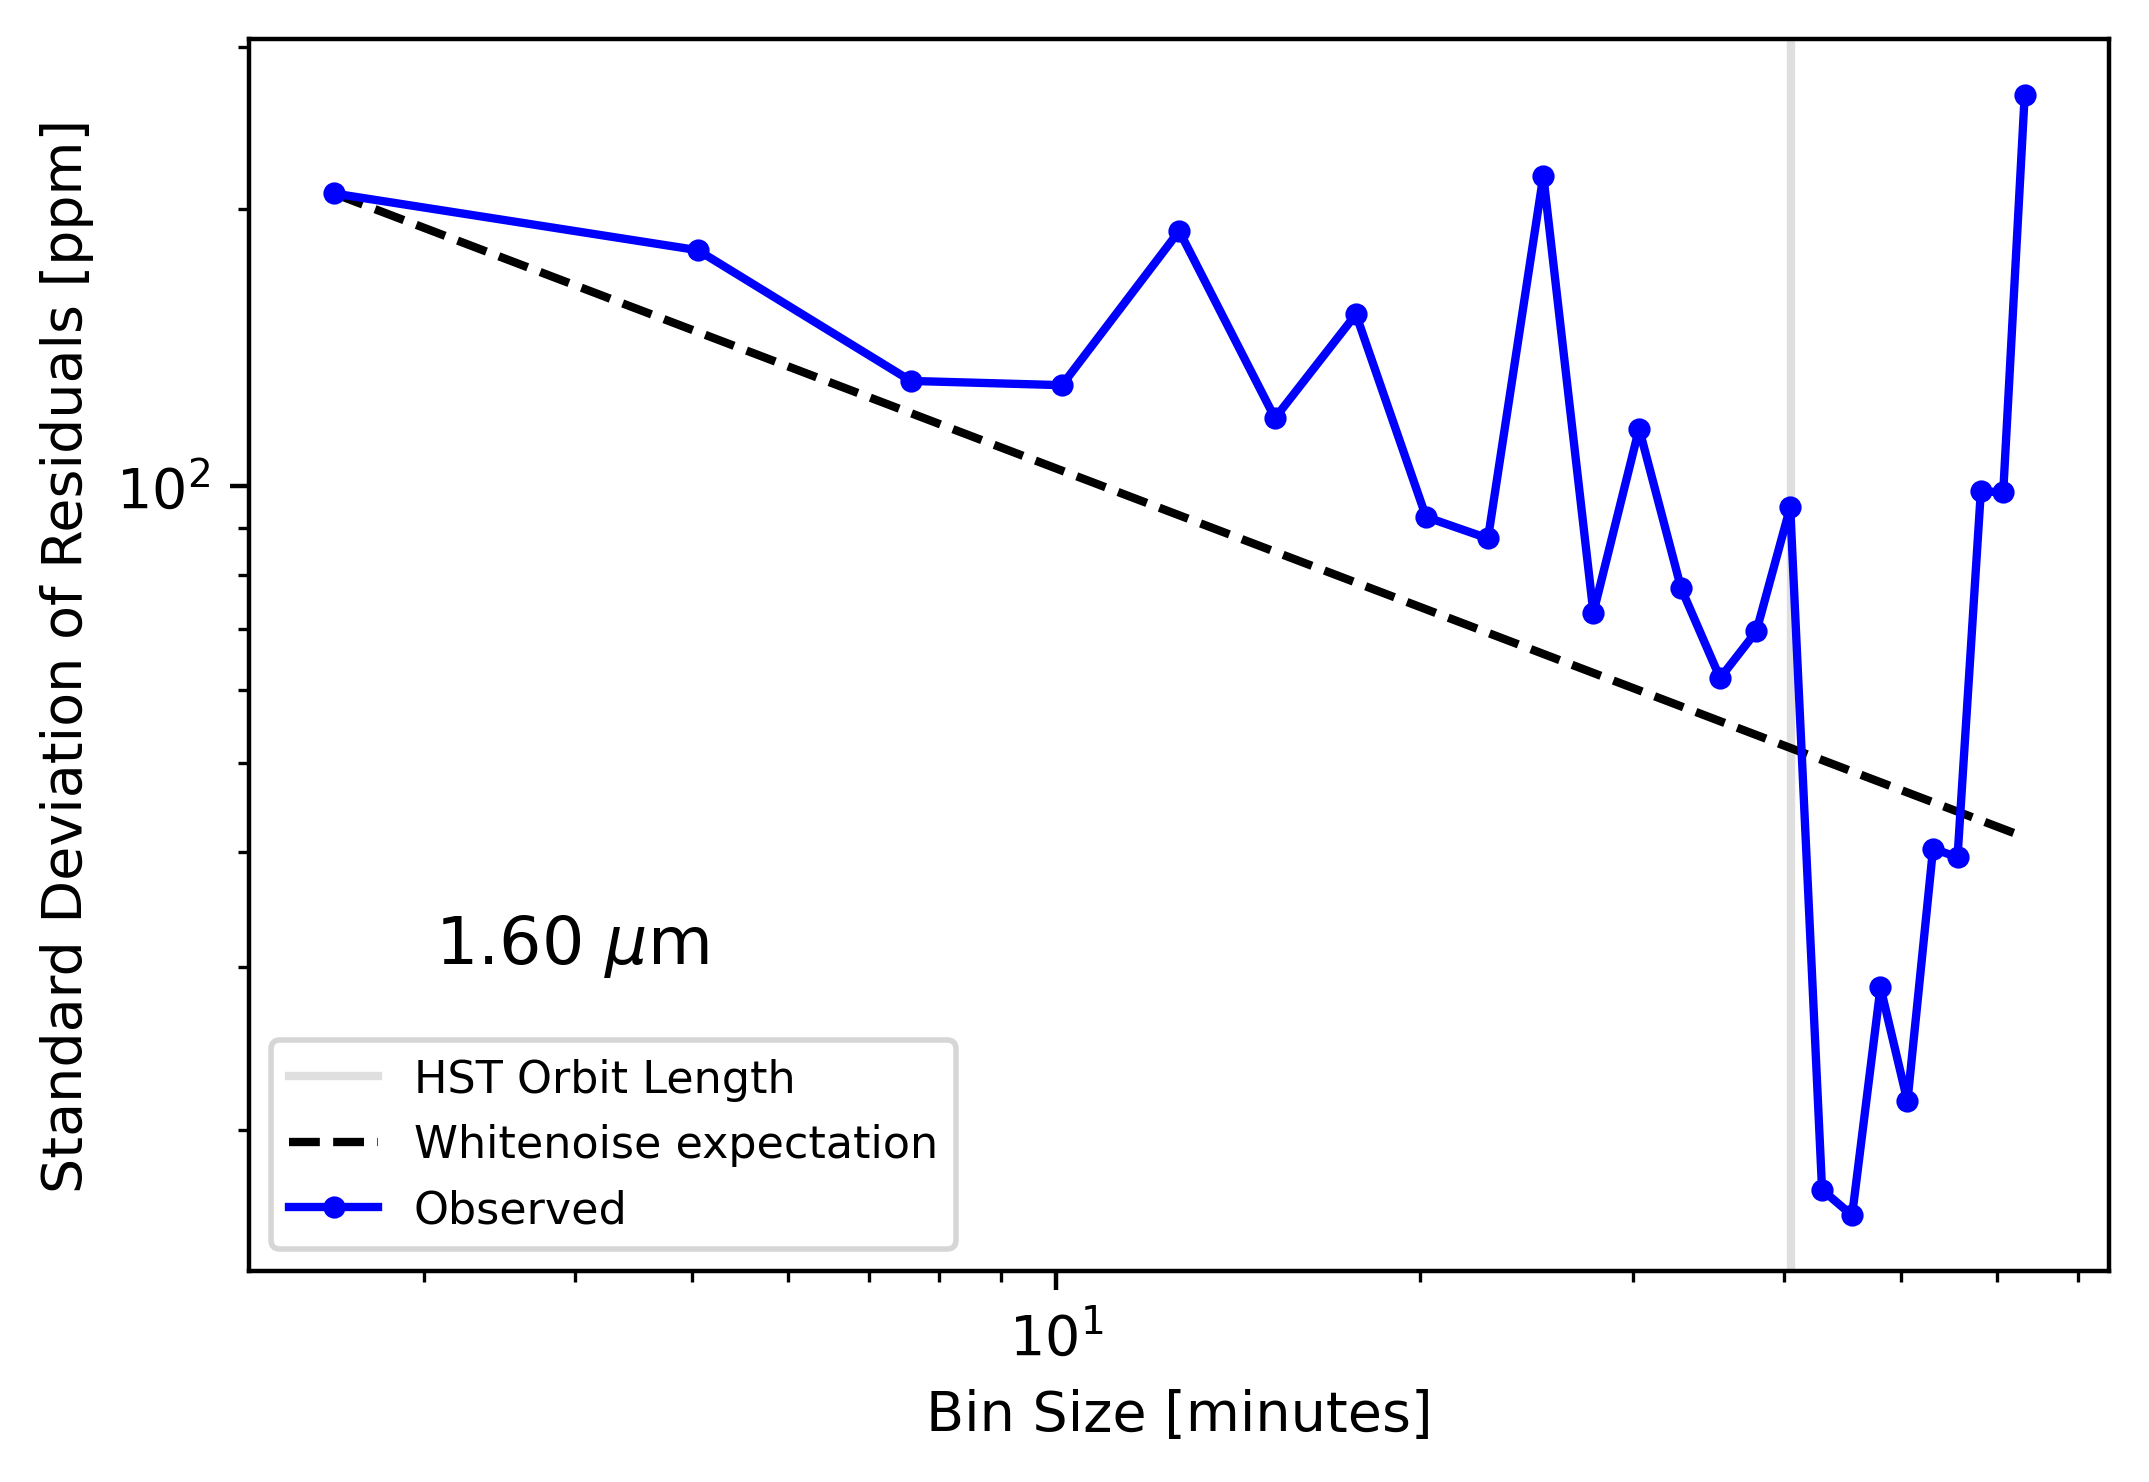 Standard Deviation of Residuals [ppm]
10²
1.60 μm
HST Orbit Length
Whitenoise expectation
Observed
10¹
Bin Size [minutes]